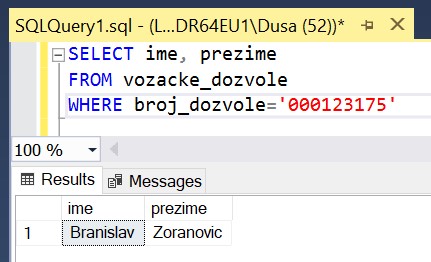 SQLQuery1.sql - (L...DR64EU1\Dusa (52))*
SELECT ime, prezime
FROM vozacke_dozvole
WHERE broj_dozvole='000123175'
100 %
Results Messages
ime prezime
1 Branislav Zoranovic